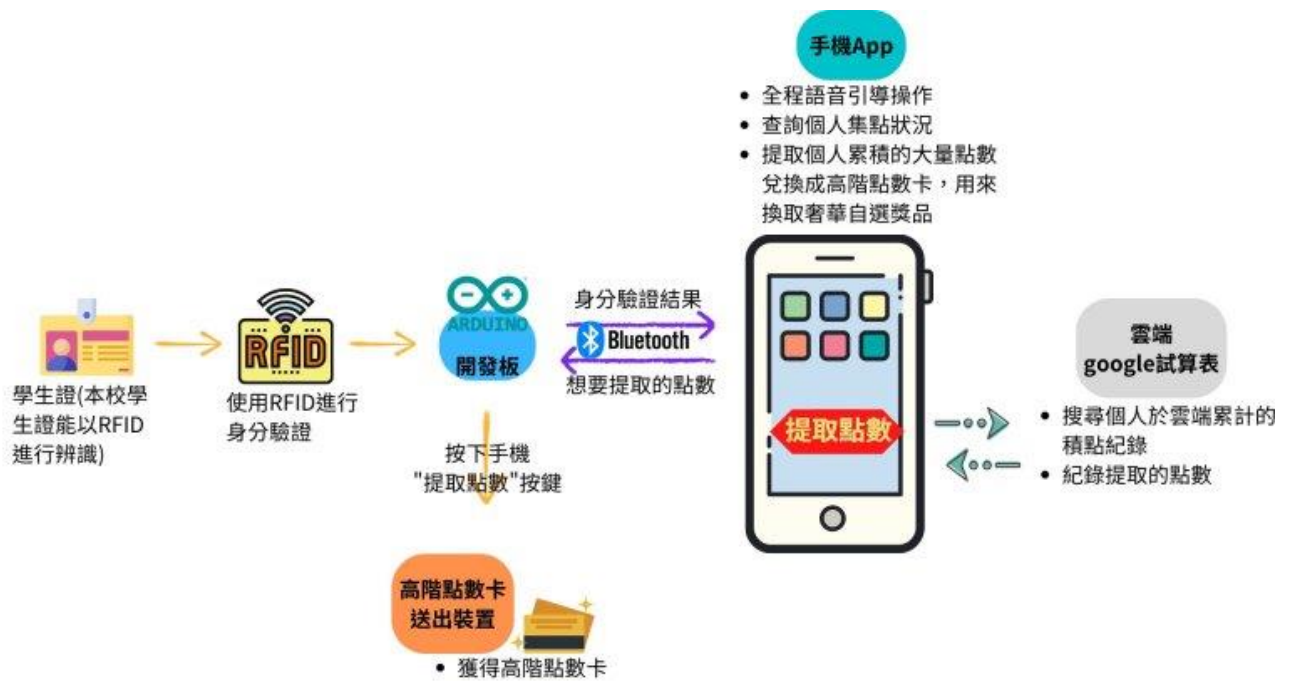 手機App
• 全程語音引導操作
• 查詢個人集點狀況
• 提取個人累積的大量點數
兌換成高階點數卡，用來
換取奢華自選獎品
學生證(本校學
生證能以RFID
進行辨識)
RFID
使用RFID進行
身分驗證
ARDUINO
開發板
身分驗證結果
Bluetooth
想要提取的點數
按下手機
"提取點數"按鍵
提取點數
雲端
google試算表
• 搜尋個人於雲端累計的
積點紀錄
• 紀錄提取的點數
高階點數卡
送出裝置
• 獲得高階點數卡